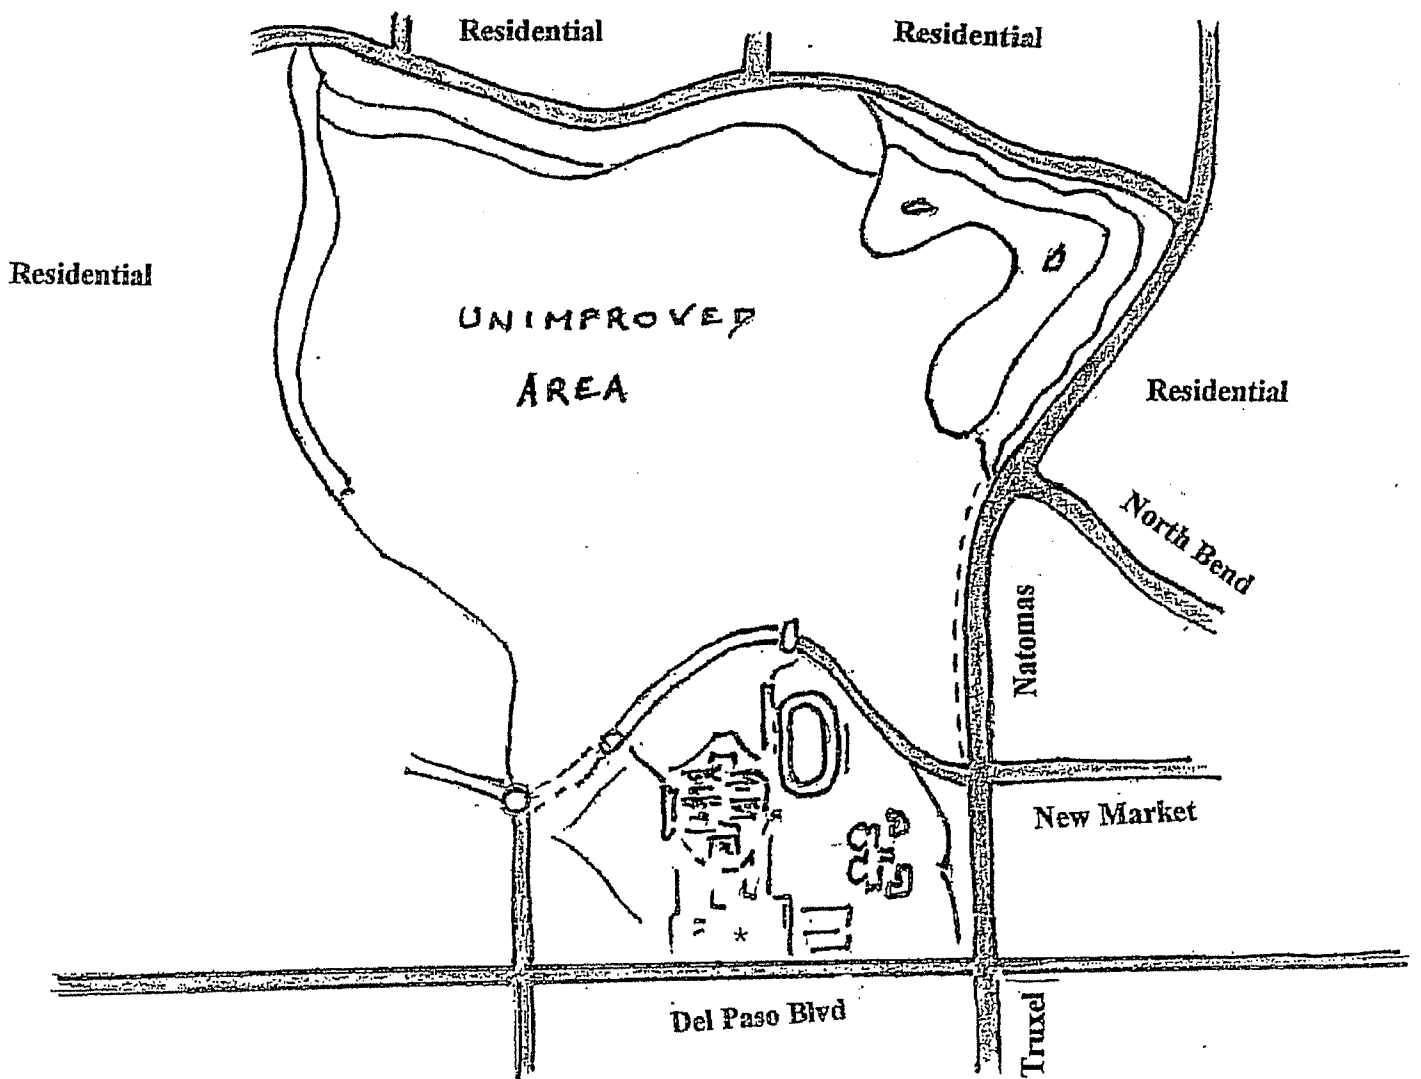 Residential
Residential
Residential
UNIMPROVED
AREA
Residential
North Bend
Natomas
New Market
*
Del Paso Blvd
Truxel